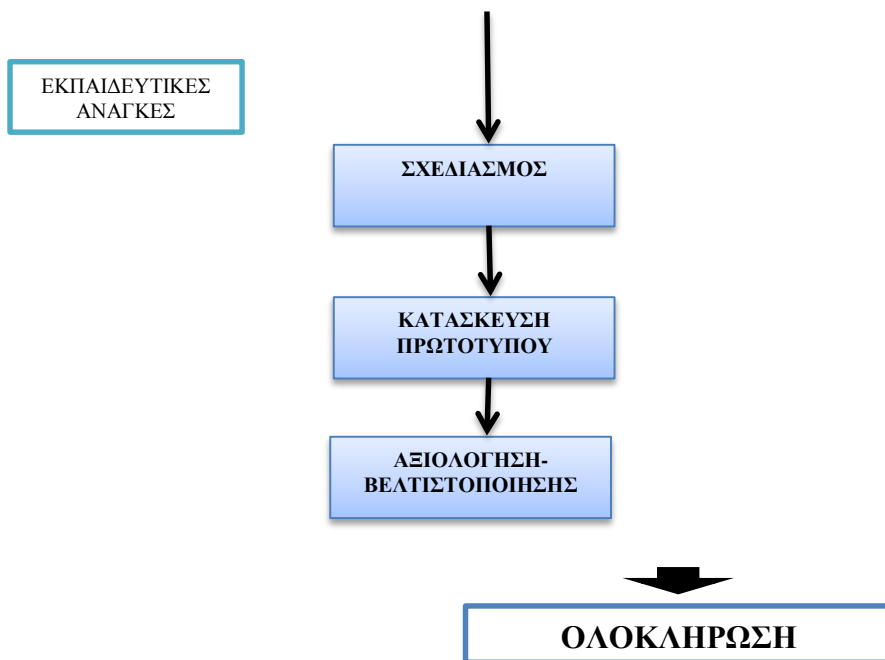 ΕΚΠΑΙΔΕΥΤΙΚΕΣ
ΑΝΑΓΚΕΣ
ΣΧΕΔΙΑΣΜΟΣ
ΚΑΤΑΣΚΕΥΣΗ
ΠΡΩΤΟΤΥΠΟΥ
ΑΞΙΟΛΟΓΗΣΗ-
ΒΕΛΤΙΣΤΟΠΟΙΗΣΗΣ
ΟΛΟΚΛΗΡΩΣΗ